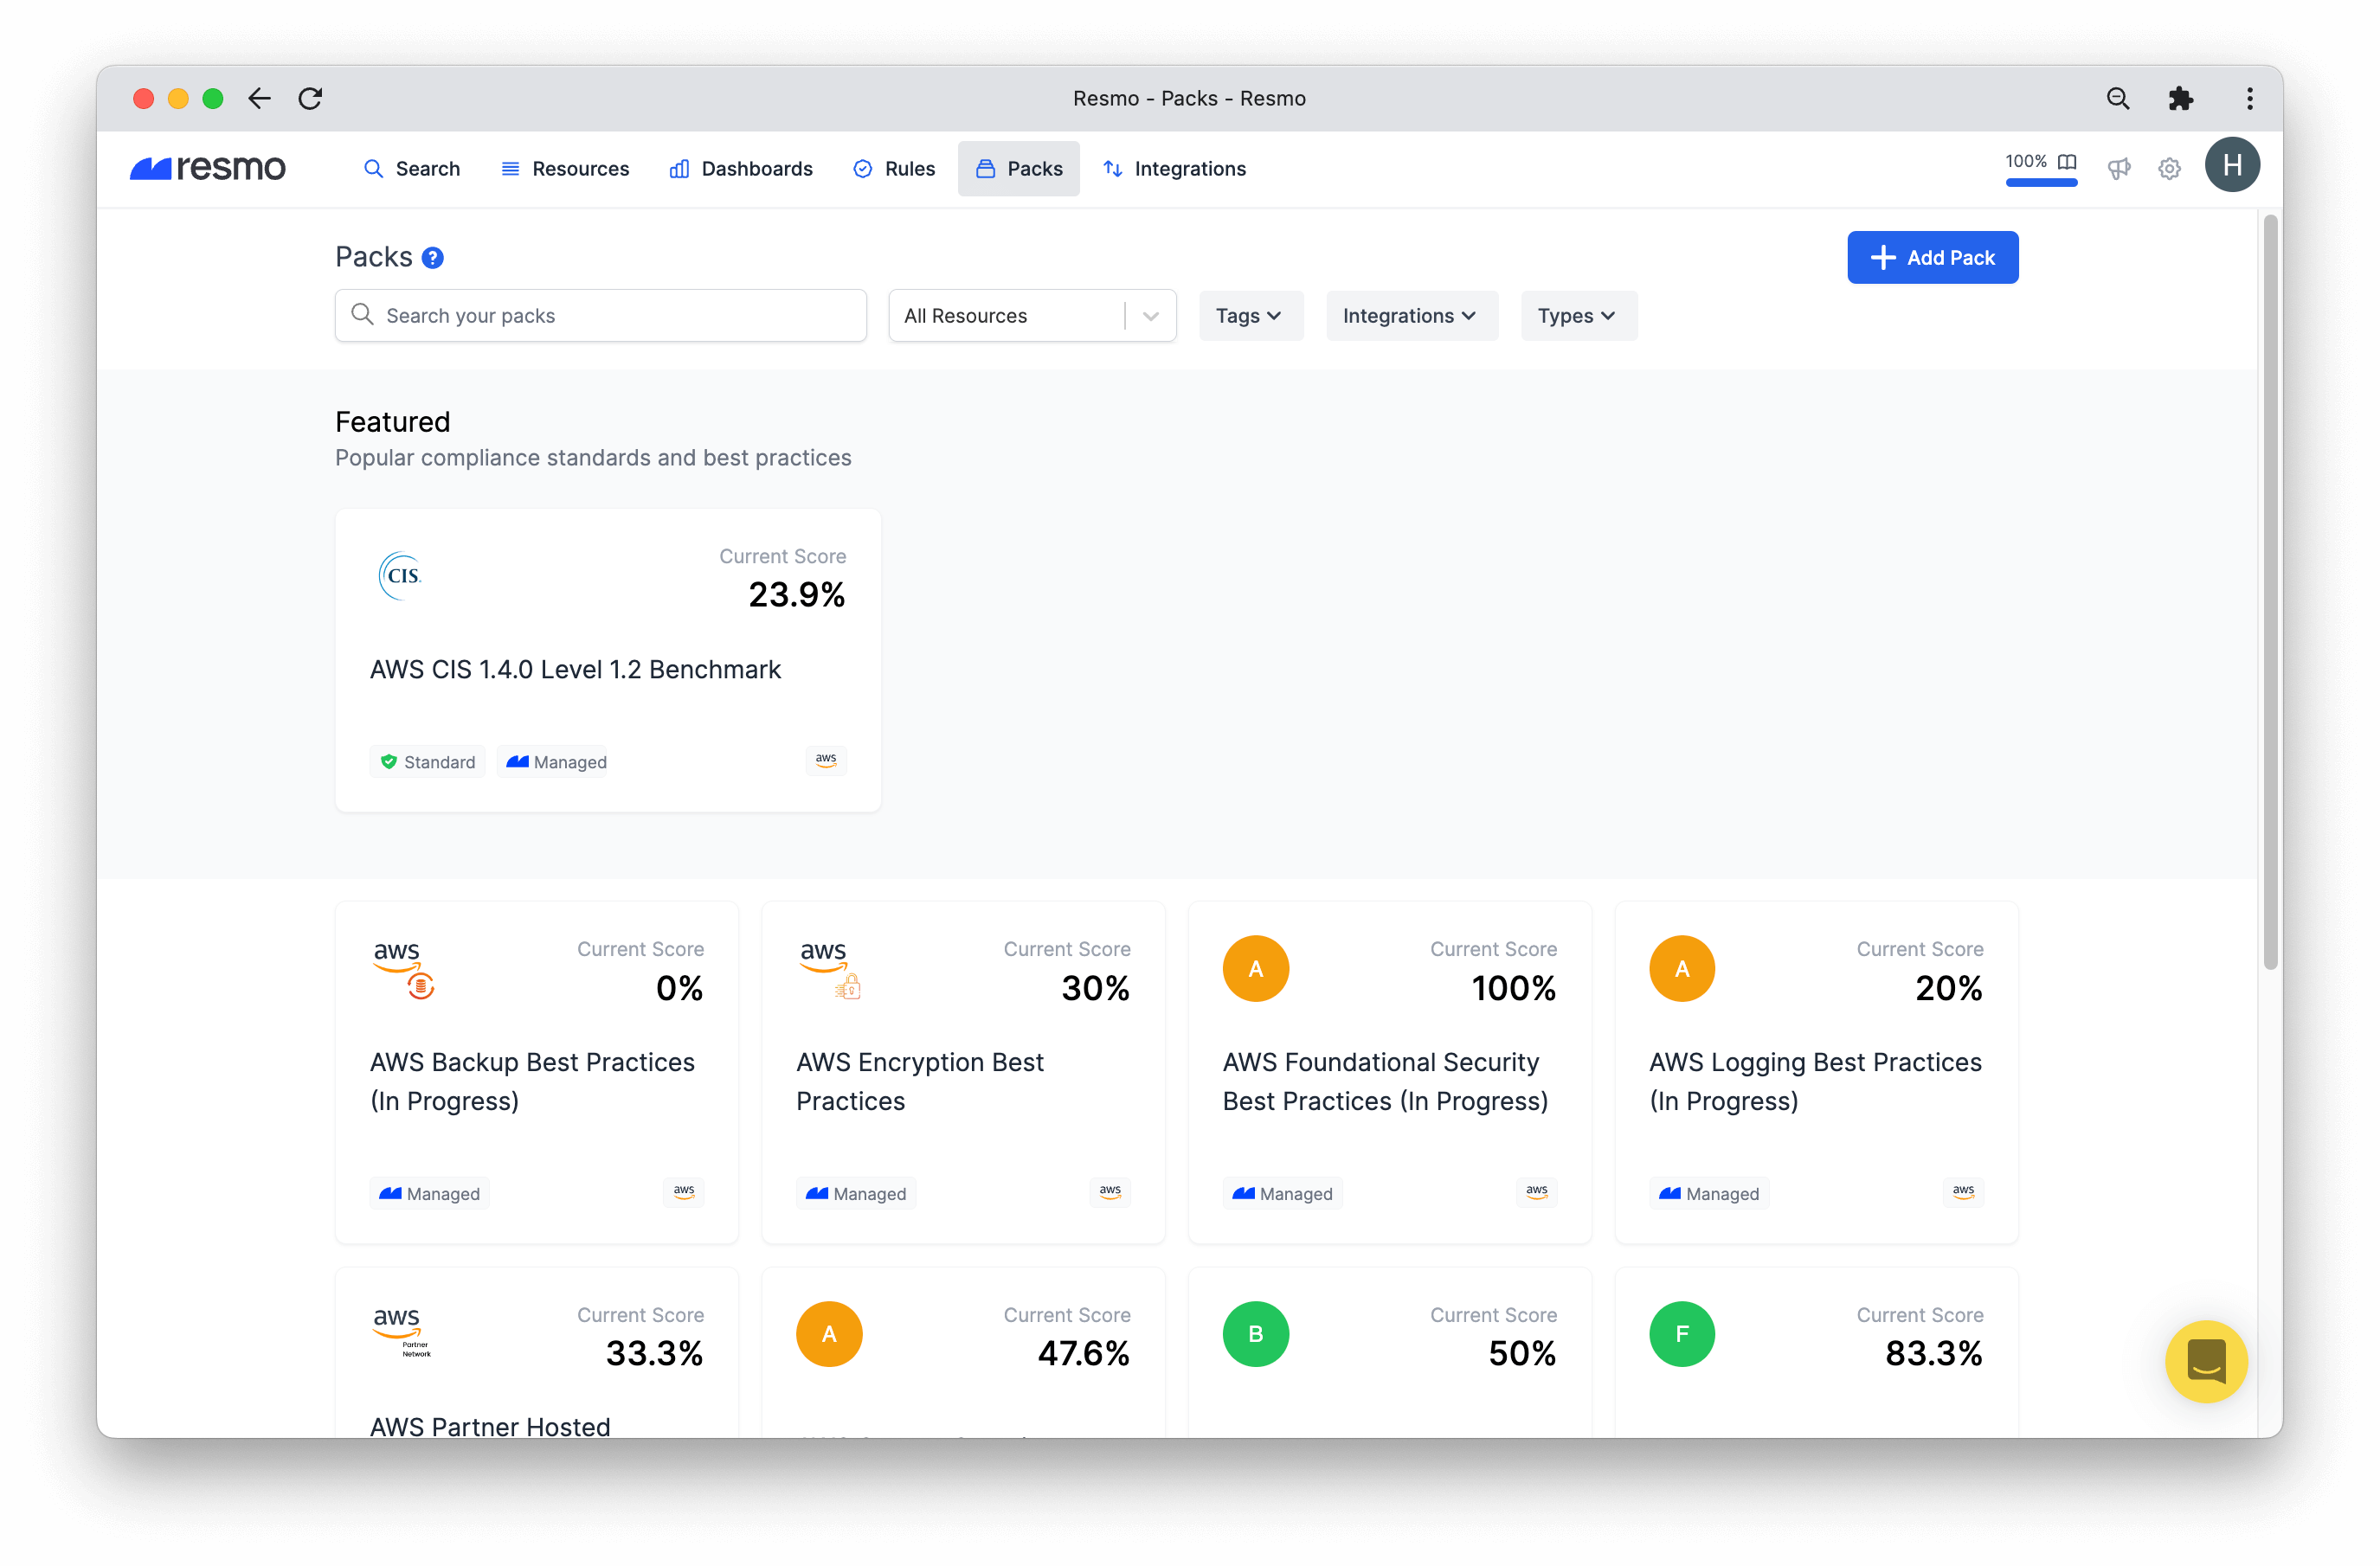 Resmo - Packs - Resmo
resmo
Search
Resources
Dashboards
Rules
Packs
Integrations
100%
H
Packs ?
Add Pack
Search your packs
All Resources
Tags
Integrations
Types
Featured
Popular compliance standards and best practices
CIS.
Current Score
23.9%
AWS CIS 1.4.0 Level 1.2 Benchmark
Standard
Managed
aws
aws
Current Score
0%
AWS Backup Best Practices
(In Progress)
Managed
aws
aws
Current Score
30%
AWS Encryption Best
Practices
Managed
aws
A
Current Score
100%
AWS Foundational Security
Best Practices (In Progress)
Managed
aws
A
Current Score
20%
AWS Logging Best Practices
(In Progress)
Managed
aws
aws
Partner
Network
Current Score
33.3%
AWS Partner Hosted
A
Current Score
47.6%
B
Current Score
50%
F
Current Score
83.3%